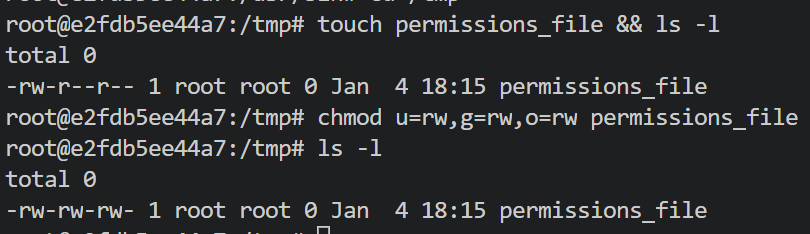 root@e2fdb5ee44a7:/tmp# touch permissions_file && ls -l
total 0
-rw-r--r-- 1 root root 0 Jan  4 18:15 permissions_file
root@e2fdb5ee44a7:/tmp# chmod u=rw,g=rw,o=rw permissions_file
root@e2fdb5ee44a7:/tmp# ls -l
total 0
-rw-rw-rw- 1 root root 0 Jan  4 18:15 permissions_file